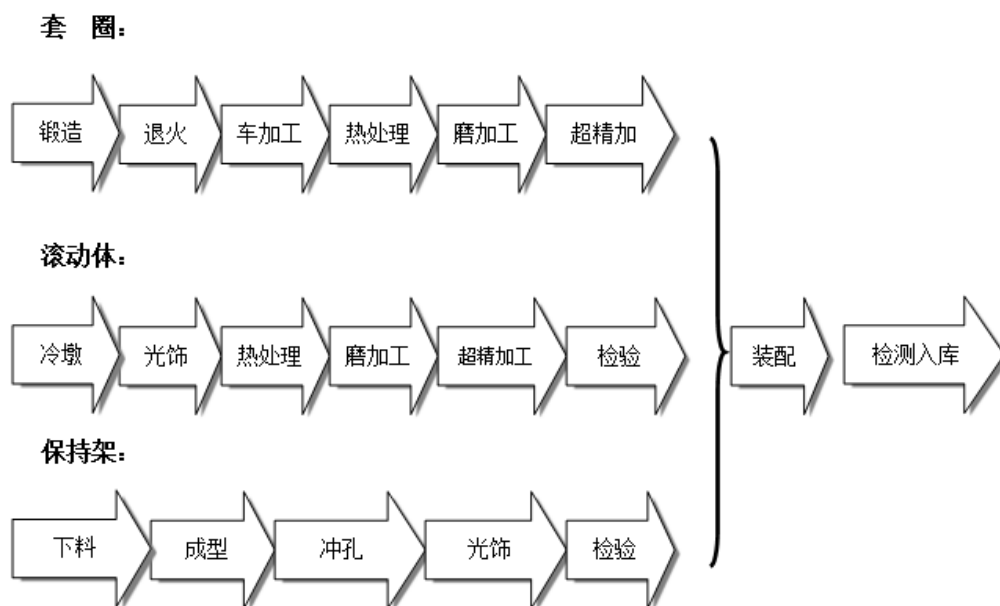 套 圈：
锻造 退火 车加工 热处理 磨加工 超精加
滚动体：
冷墩 光饰 热处理 磨加工 超精加工 检验 装配 检测入库
保持架：
下料 成型 冲孔 光饰 检验